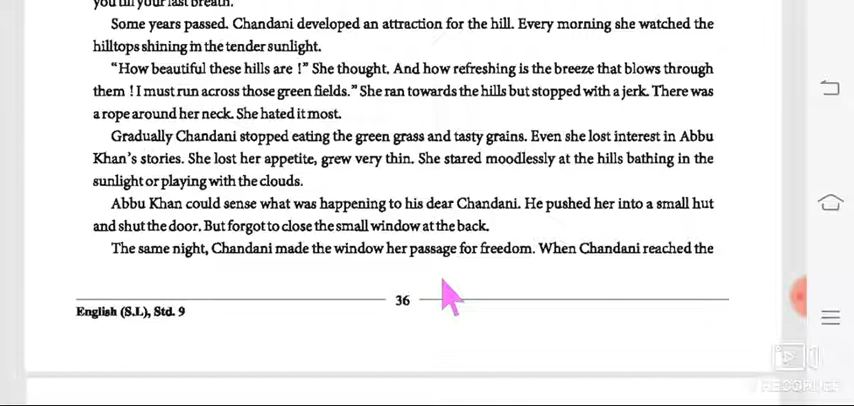 you till your last breath.
Some years passed. Chandani developed an attraction for the hill. Every morning she watched the
hilltops shining in the tender sunlight.
“How beautiful these hills are !” She thought. And how refreshing is the breeze that blows through
them ! I must run across those green fields.” She ran towards the hills but stopped with a jerk. There was
a rope around her neck. She hated it most.
Gradually Chandani stopped eating the green grass and tasty grains. Even she lost interest in Abbu
Khan's stories. She lost her appetite, grew very thin. She stared moodlessly at the hills bathing in the
sunlight or playing with the clouds.
Abbu Khan could sense what was happening to his dear Chandani. He pushed her into a small hut
and shut the door. But forgot to close the small window at the back.
The same night, Chandani made the window her passage for freedom. When Chandani reached the
36
English (S.L), Std. 9
RECORDER